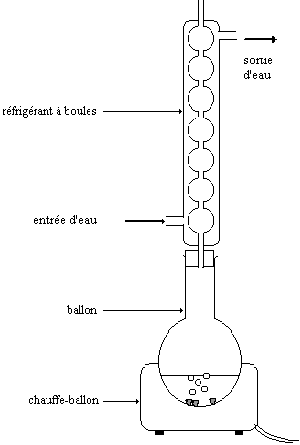 sortie
d'eau
réfrigérant à boules
entrée d'eau
ballon
chauffe-ballon